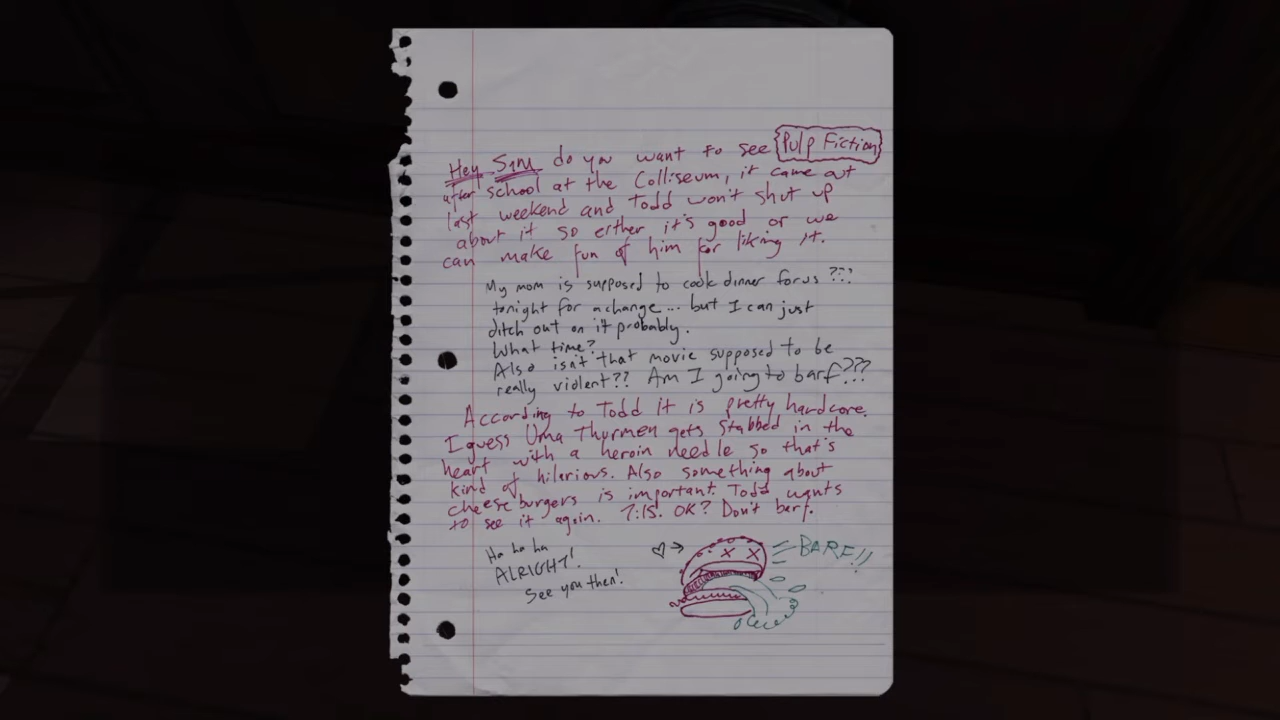 Hey Sam do you want to see Pulp Fiction
after school at the Colliseum, it came out
last weekend and Todd won't shut up
about it so either it's good or we
can make fun of him for liking it.
My mom is supposed to cook dinner for us ???
tonight for a change... but I can just
ditch out on it probably.
What time?
Also isn't that movie supposed to be
really violent?? Am I going to barf???
According to Todd it is pretty hardcore.
I guess Uma Thurmen gets stabbed in the
heart with a heroin needle so that's
kind of hilarious. Also something about
cheeseburgers is important. Todd wants
to see it again. 7:15. OK? Don't barf.
Ha ha ha
ALRIGHT!
See you then!
BARF!!